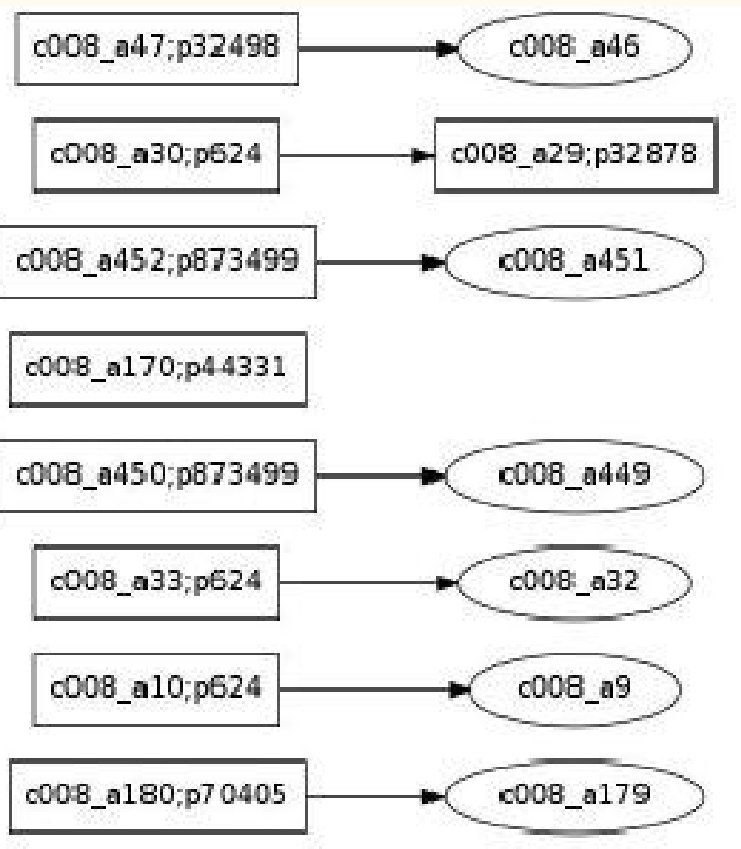 c008_a47;p32498 c008_a46
c008_a30;p624 c008_a29;p32878
c008_a452;p873499 c008_a451
c008_a170;p44331
c008_a450;p873499 c008_a449
c008_a33;p624 c008_a32
c008_a10;p624 c008_a9
c008_a180;p70405 c008_a179